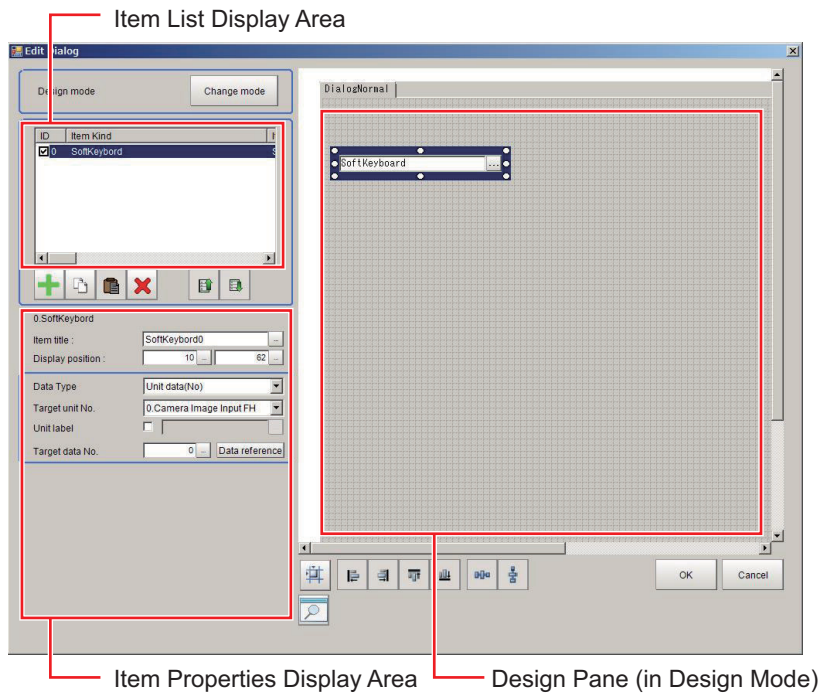 Item List Display Area
Edit Dialog
Design mode
Change mode
DialogNormal
ID Item Kind
0 SoftKeybord
SoftKeyboard ...
0.SoftKeybord
Item title : SoftKeybord0 ...
Display position : 10 ... 62 ...
Data Type Unit data(No)
Target unit No. 0.Camera Image Input FH
Unit label
Target data No. 0 ... Data reference
OK Cancel
Item Properties Display Area
Design Pane (in Design Mode)